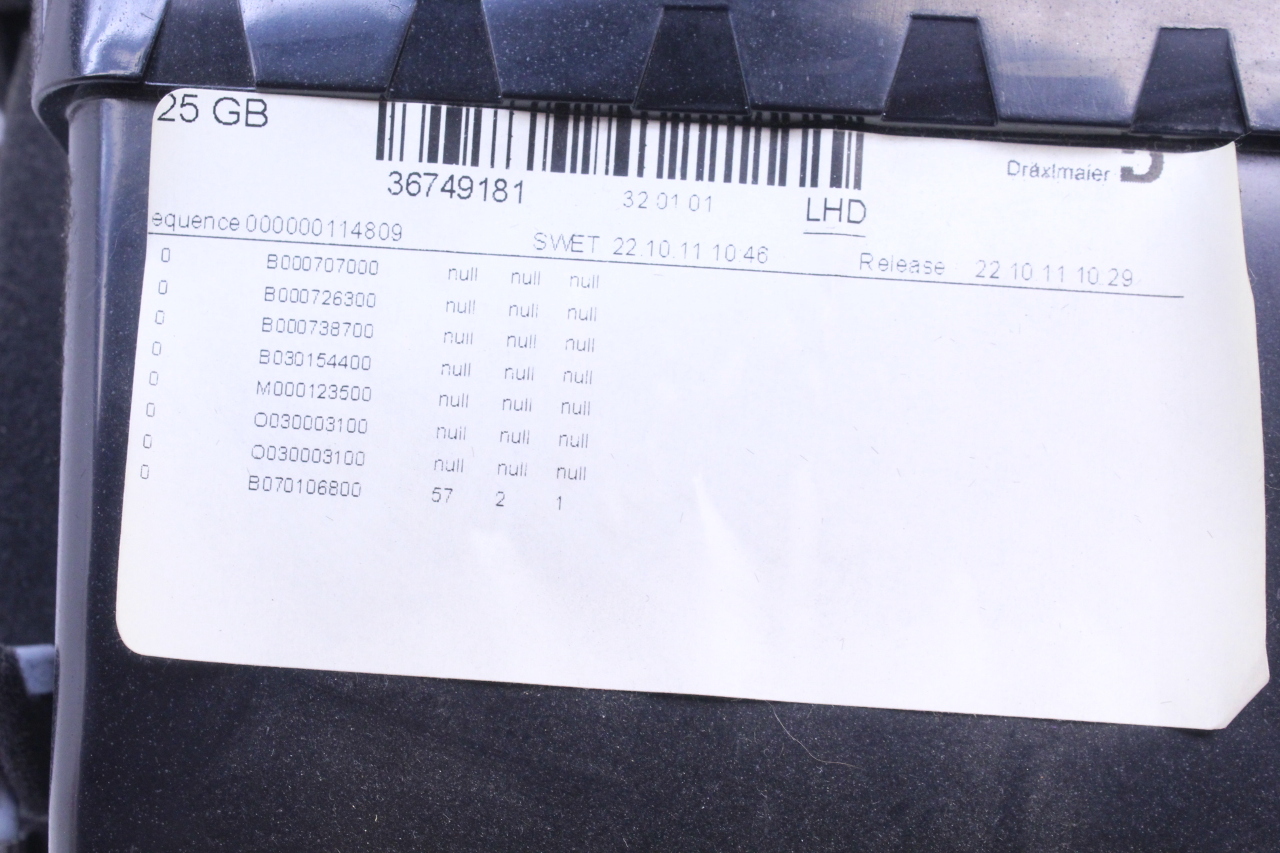 25 GB
Dräxlmaier
36749181 32 01 01 LHD
equence 000000114809 SWET 22.10.11 10:46 Release 22.10.11 10.29
0 B000707000 null null null
0 B000726300 null null null
0 B000738700 null null null
0 B030154400 null null null
0 M000123500 null null null
0 O030003100 null null null
0 O030003100 null null null
0 B070106800 57 2 1